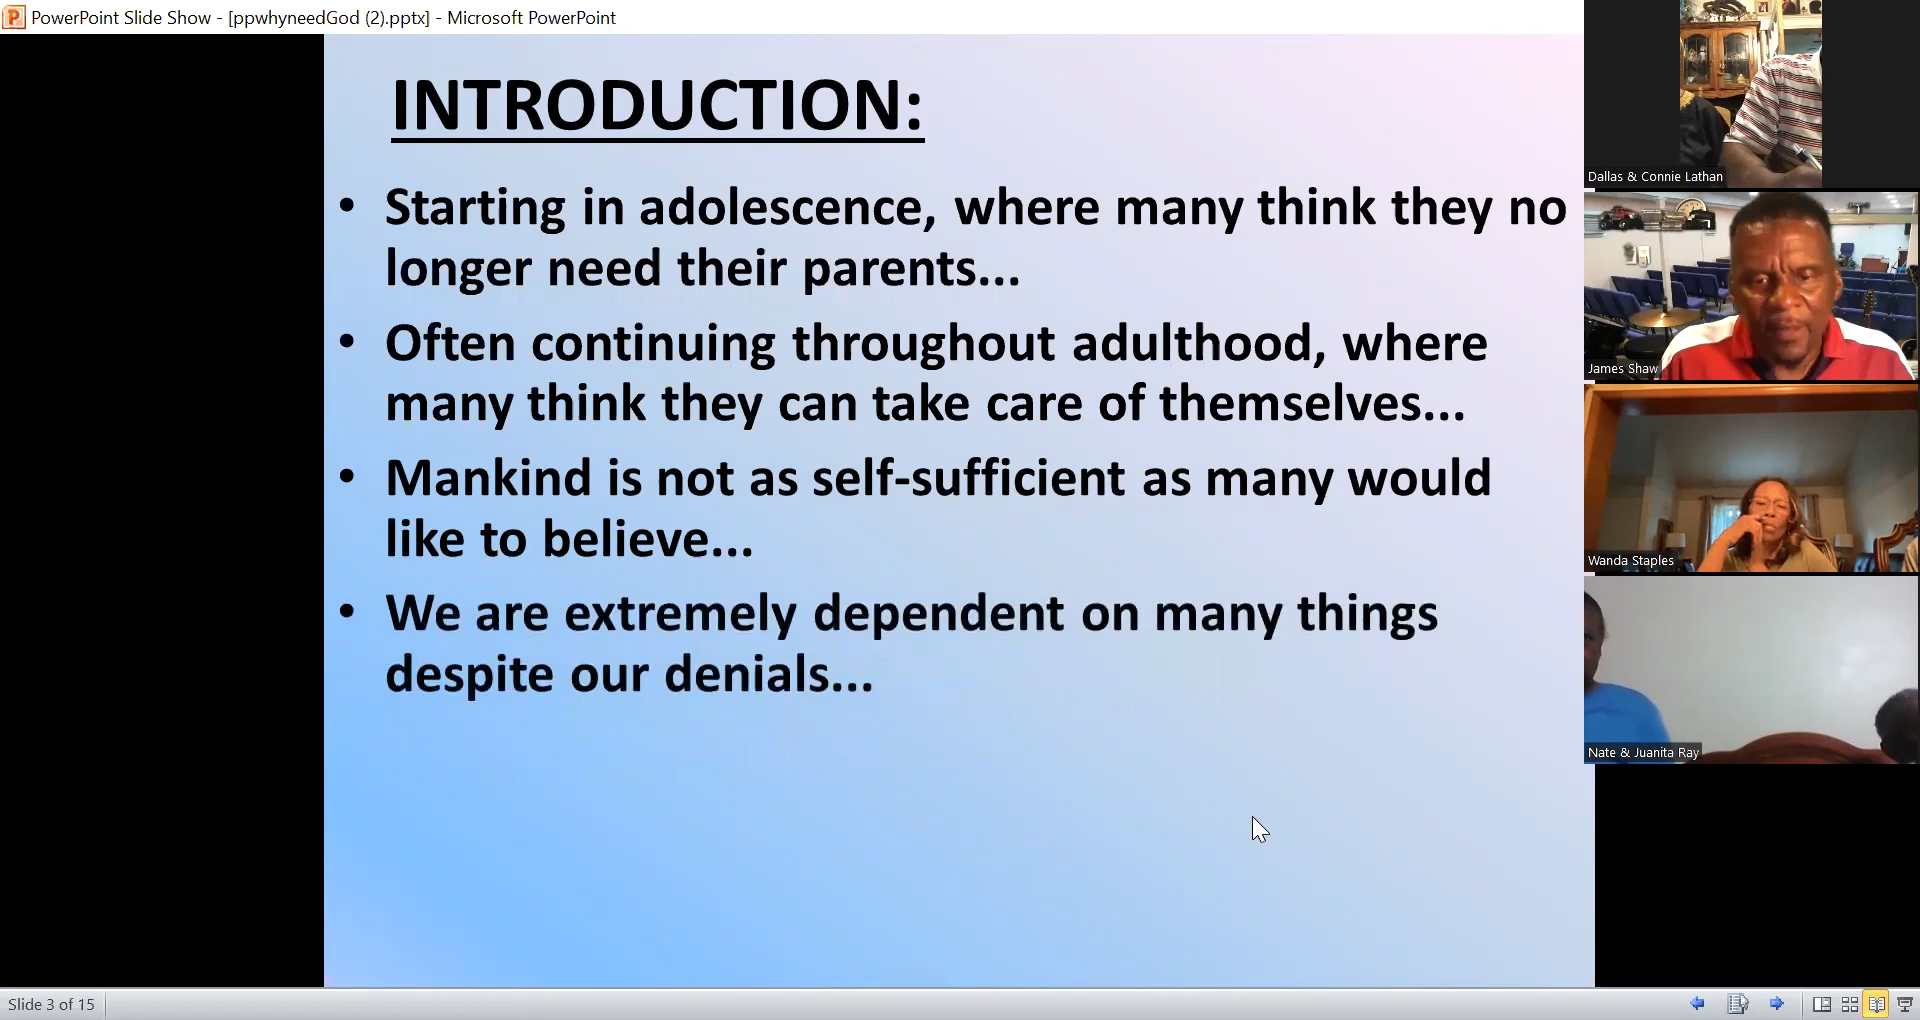 PowerPoint Slide Show - [ppwhyneedGod (2).pptx] - Microsoft PowerPoint
INTRODUCTION:
• Starting in adolescence, where many think they no
longer need their parents...
• Often continuing throughout adulthood, where
many think they can take care of themselves...
• Mankind is not as self-sufficient as many would
like to believe...
• We are extremely dependent on many things
despite our denials...
Dallas & Connie Lathan
James Shaw
Wanda Staples
Nate & Juanita Ray
Slide 3 of 15